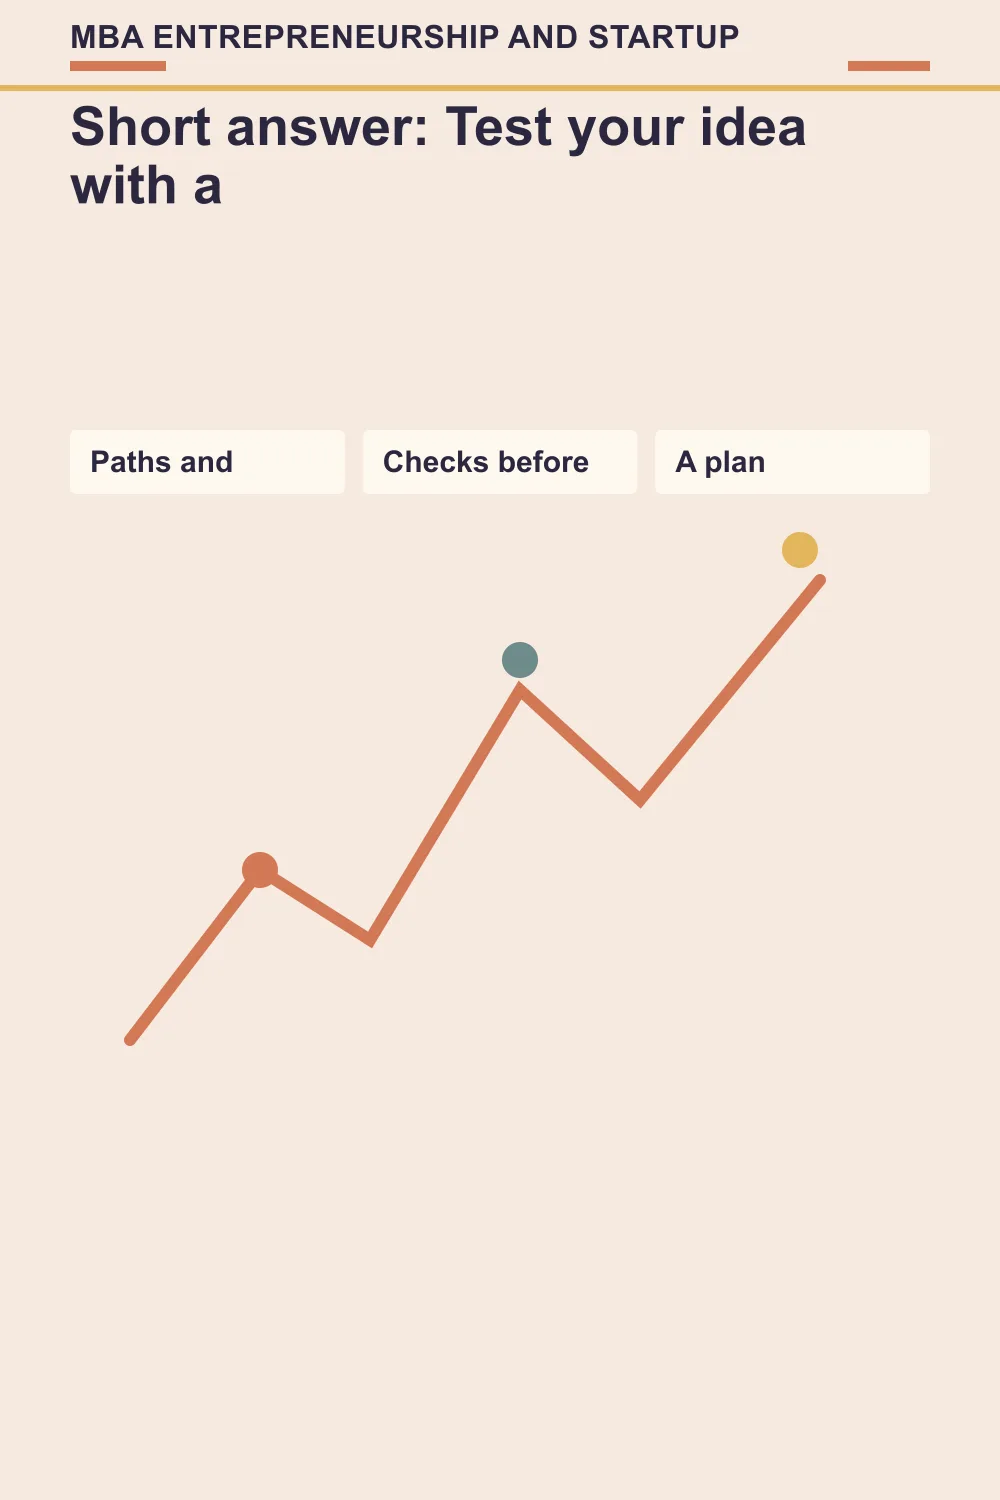 MBA ENTREPRENEURSHIP AND STARTUP
Short answer: Test your idea
with a
Paths and
Checks before
A plan